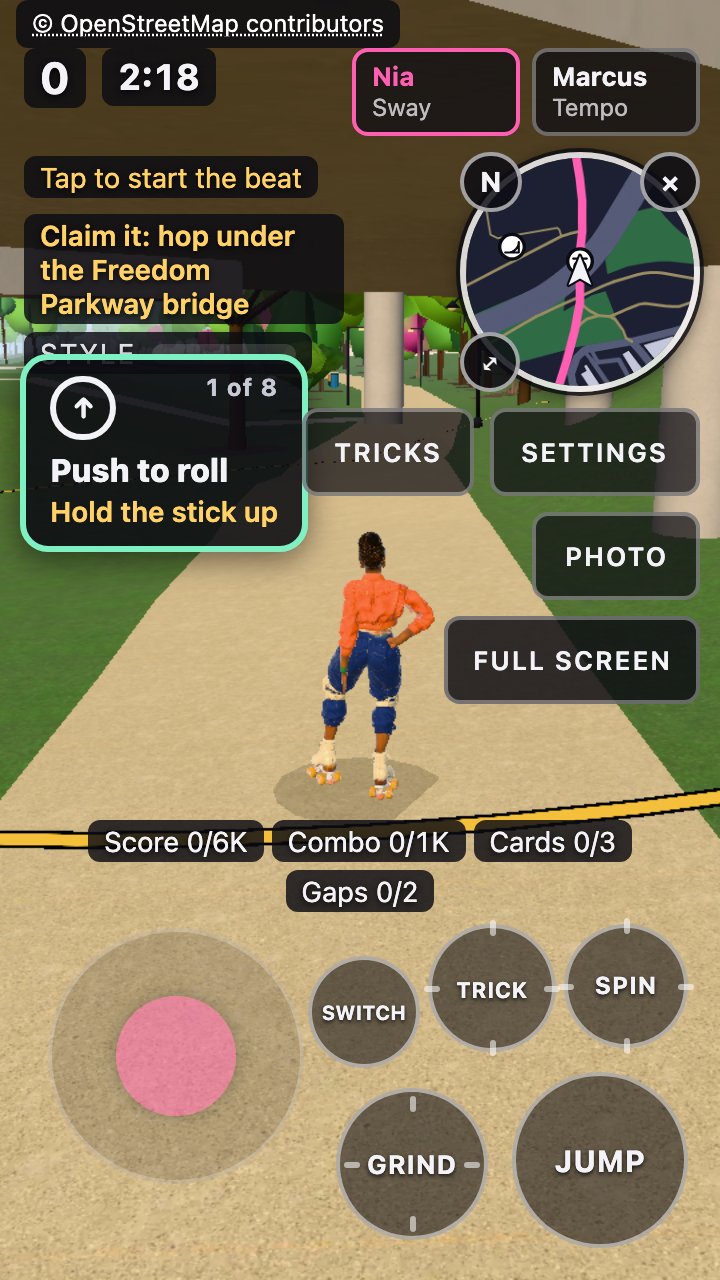 © OpenStreetMap contributors
0
2:18
Nia
Sway
Marcus
Tempo
Tap to start the beat
N
×
Claim it: hop under
the Freedom
Parkway bridge
STYLE
1 of 8
Push to roll
Hold the stick up
TRICKS
SETTINGS
PHOTO
FULL SCREEN
Score 0/6K
Combo 0/1K
Cards 0/3
Gaps 0/2
SWITCH
TRICK
SPIN
GRIND
JUMP